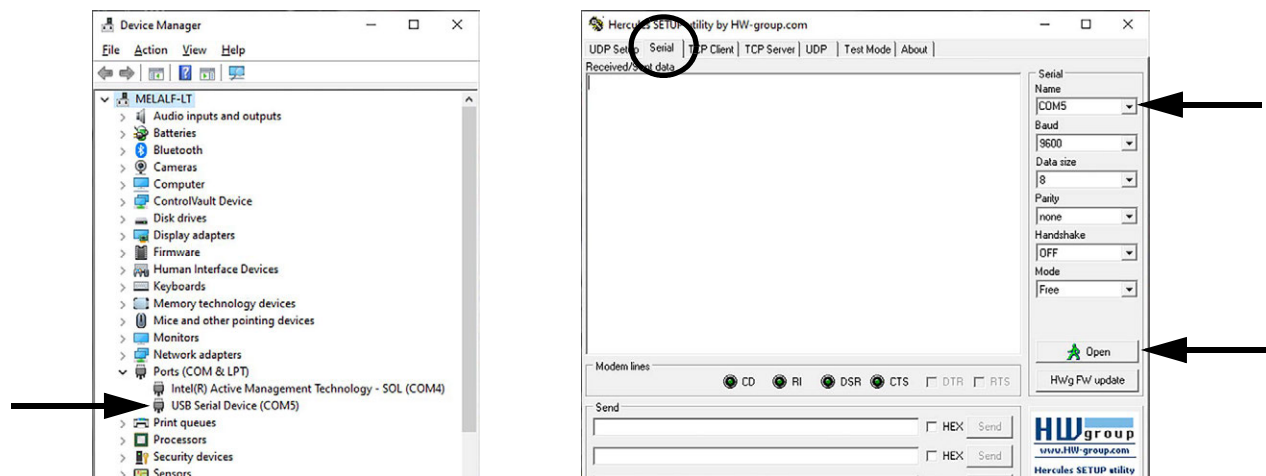 Device Manager
File Action View Help
MELALF-LT
Audio inputs and outputs
Batteries
Bluetooth
Cameras
Computer
ControlVault Device
Disk drives
Display adapters
Firmware
Human Interface Devices
Keyboards
Memory technology devices
Mice and other pointing devices
Monitors
Network adapters
Ports (COM & LPT)
Intel(R) Active Management Technology - SOL (COM4)
USB Serial Device (COM5)
Print queues
Processors
Security devices
Sensors
Hercules SETUP utility by HW-group.com
UDP Setup Serial TCP Client TCP Server UDP Test Mode About
Received/Sent data
Serial
Name
COM5
Baud
9600
Data size
8
Parity
none
Handshake
OFF
Mode
Free
Open
HWg FW update
Modem lines
CD RI DSR CTS DTR RTS
Send
HEX Send
HEX Send
HW group
www.HW-group.com
Hercules SETUP utility